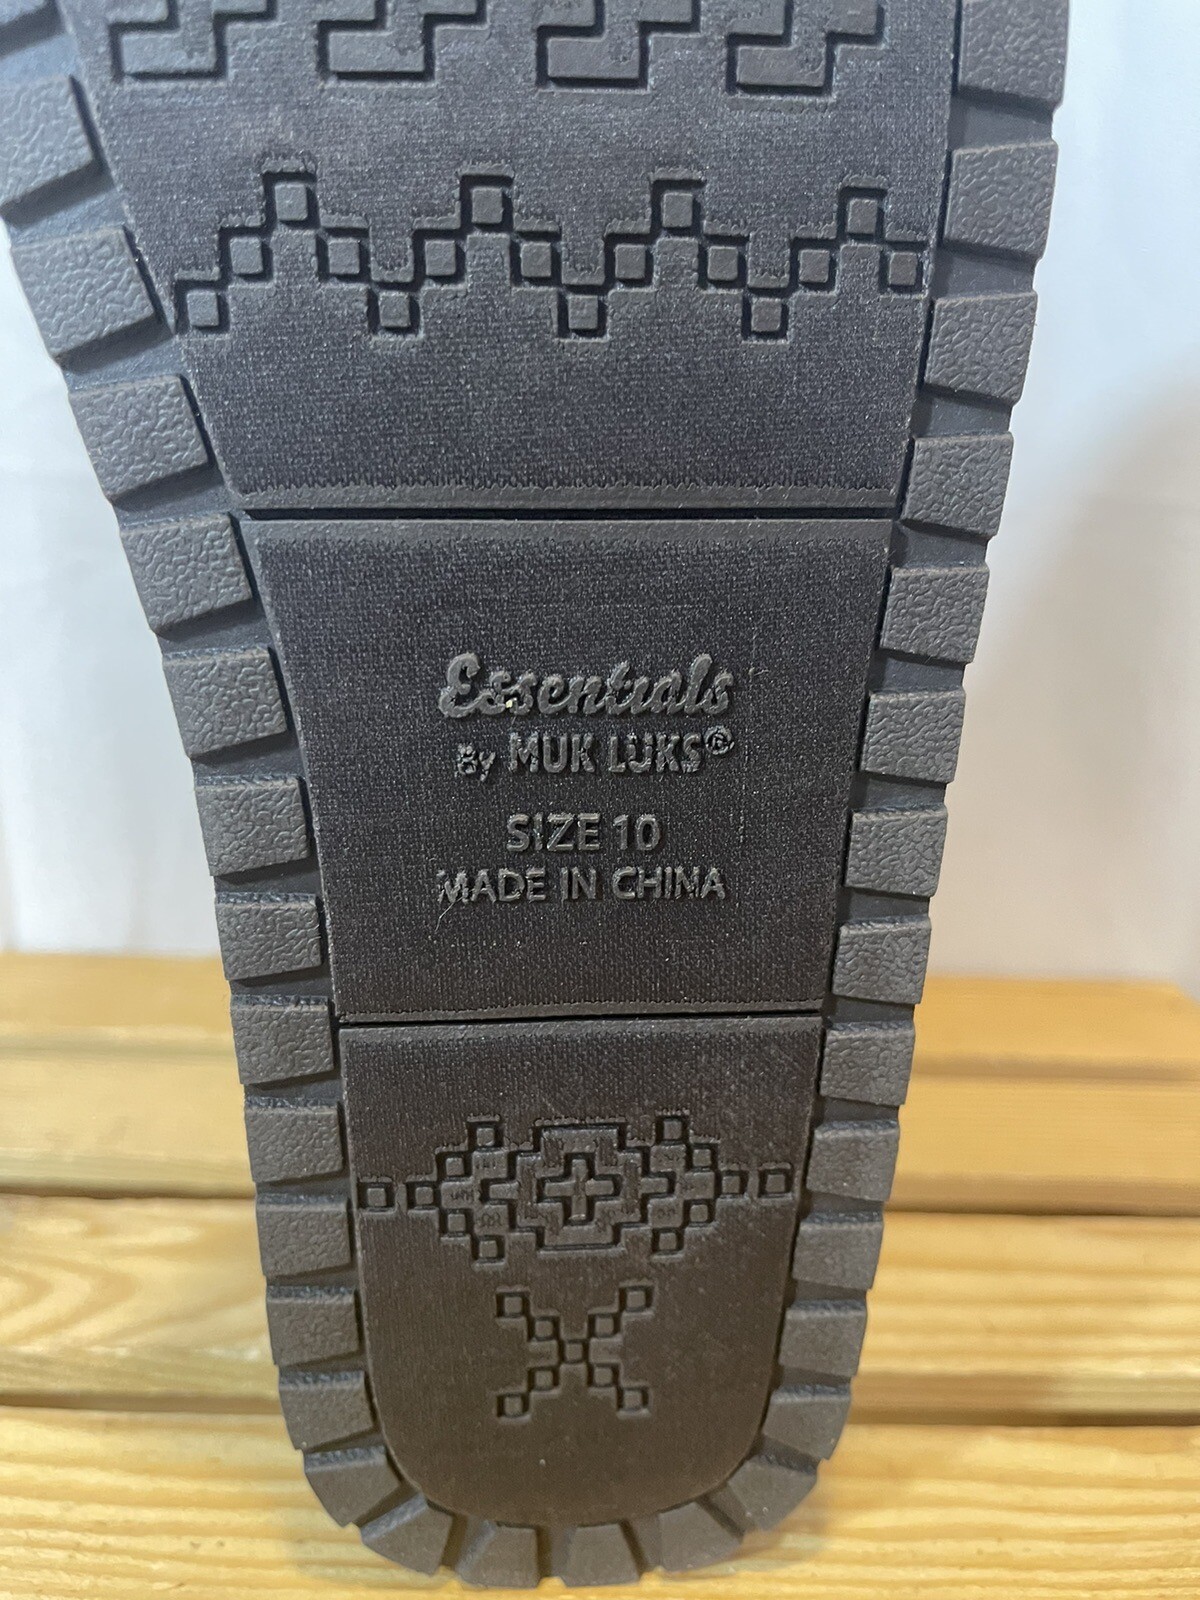 Essentials
By MUK LUKS®
SIZE 10
MADE IN CHINA